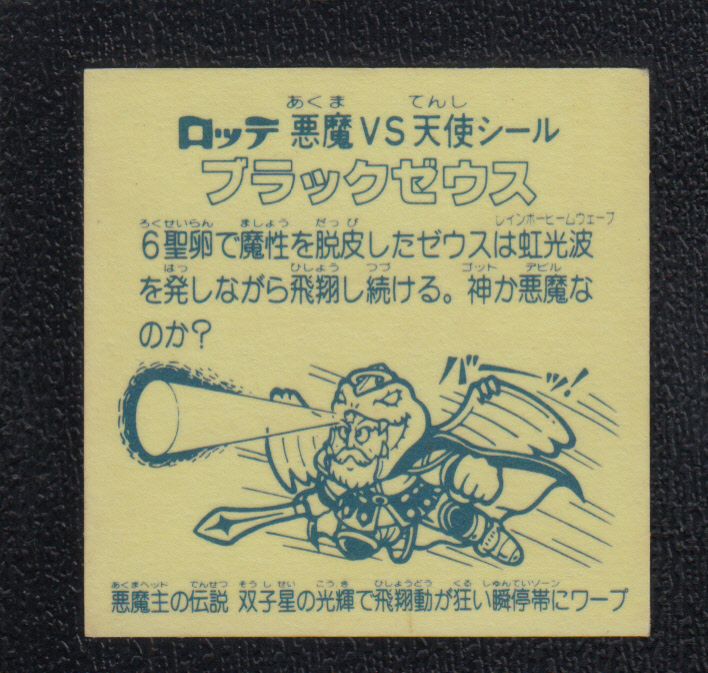 あくま てんし
ロッテ 悪魔VS天使シール
ブラックゼウス
ろくせいらん ましょう だっぴ レインボービームウェーブ
6聖卵で魔性を脱皮したゼウスは虹光波
はっ ひしょう つづ ゴット デビル
を発しながら飛翔し続ける。神か悪魔な
のか?
バーッ!
あくまヘッド でんせつ そうしせい こうき ひしょうどう くる しゅんていゾーン
悪魔主の伝説 双子星の光輝で飛翔動が狂い瞬停帯にワープ